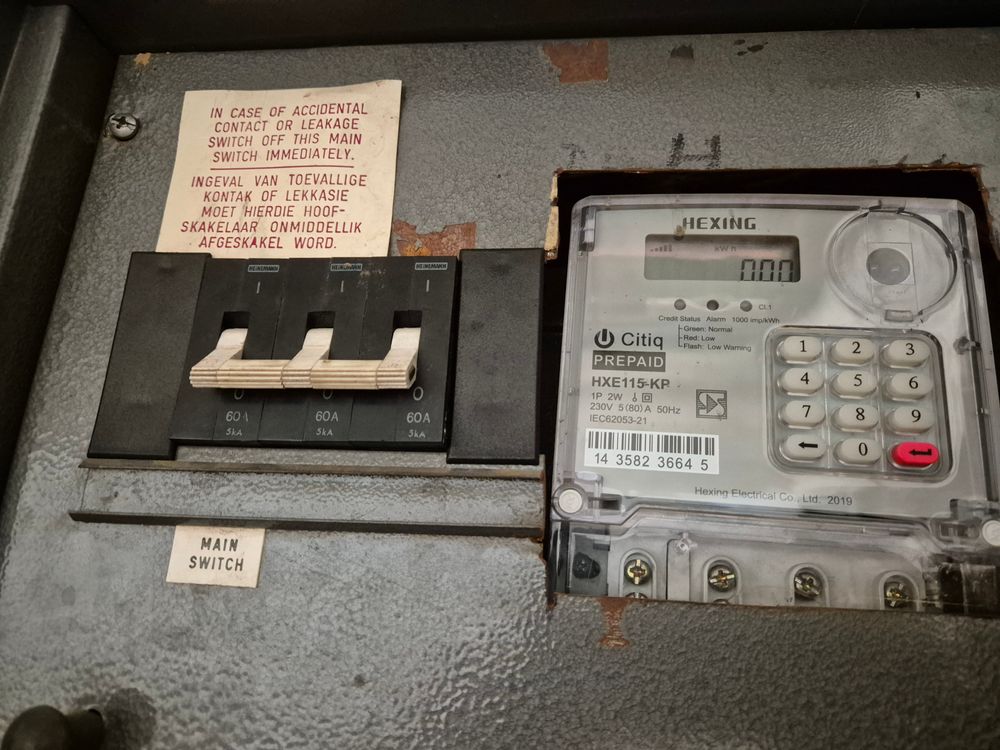 IN CASE OF ACCIDENTAL
CONTACT OR LEAKAGE
SWITCH OFF THIS MAIN
SWITCH IMMEDIATELY.
INGEVAL VAN TOEVALLIGE
KONTAK OF LEKKASIE
MOET HIERDIE HOOF-
SKAKELAAR ONMIDDELLIK
AFGESKAKEL WORD.
H
HEINEMANN HEINEMANN HEINEMANN
I I I
0 0 0
60A 60A 60A
5kA 5kA 5kA
MAIN
SWITCH
HEXING
kWh
0.00
Cl.1
Credit Status Alarm 1000 imp/kWh
Green: Normal
Red: Low
Flash: Low Warning
Citiq
PREPAID
HXE115-KP
1P 2W
230V 5(80)A 50Hz
IEC62053-21
14 3582 3664 5
1 2 3
4 5 6
7 8 9
← 0 ↵
Hexing Electrical Co., Ltd. 2019